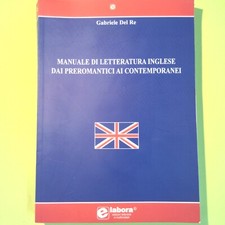 Gabriele Del Re
MANUALE DI LETTERATURA INGLESE
DAI PREROMANTICI AI CONTEMPORANEI
elabora®